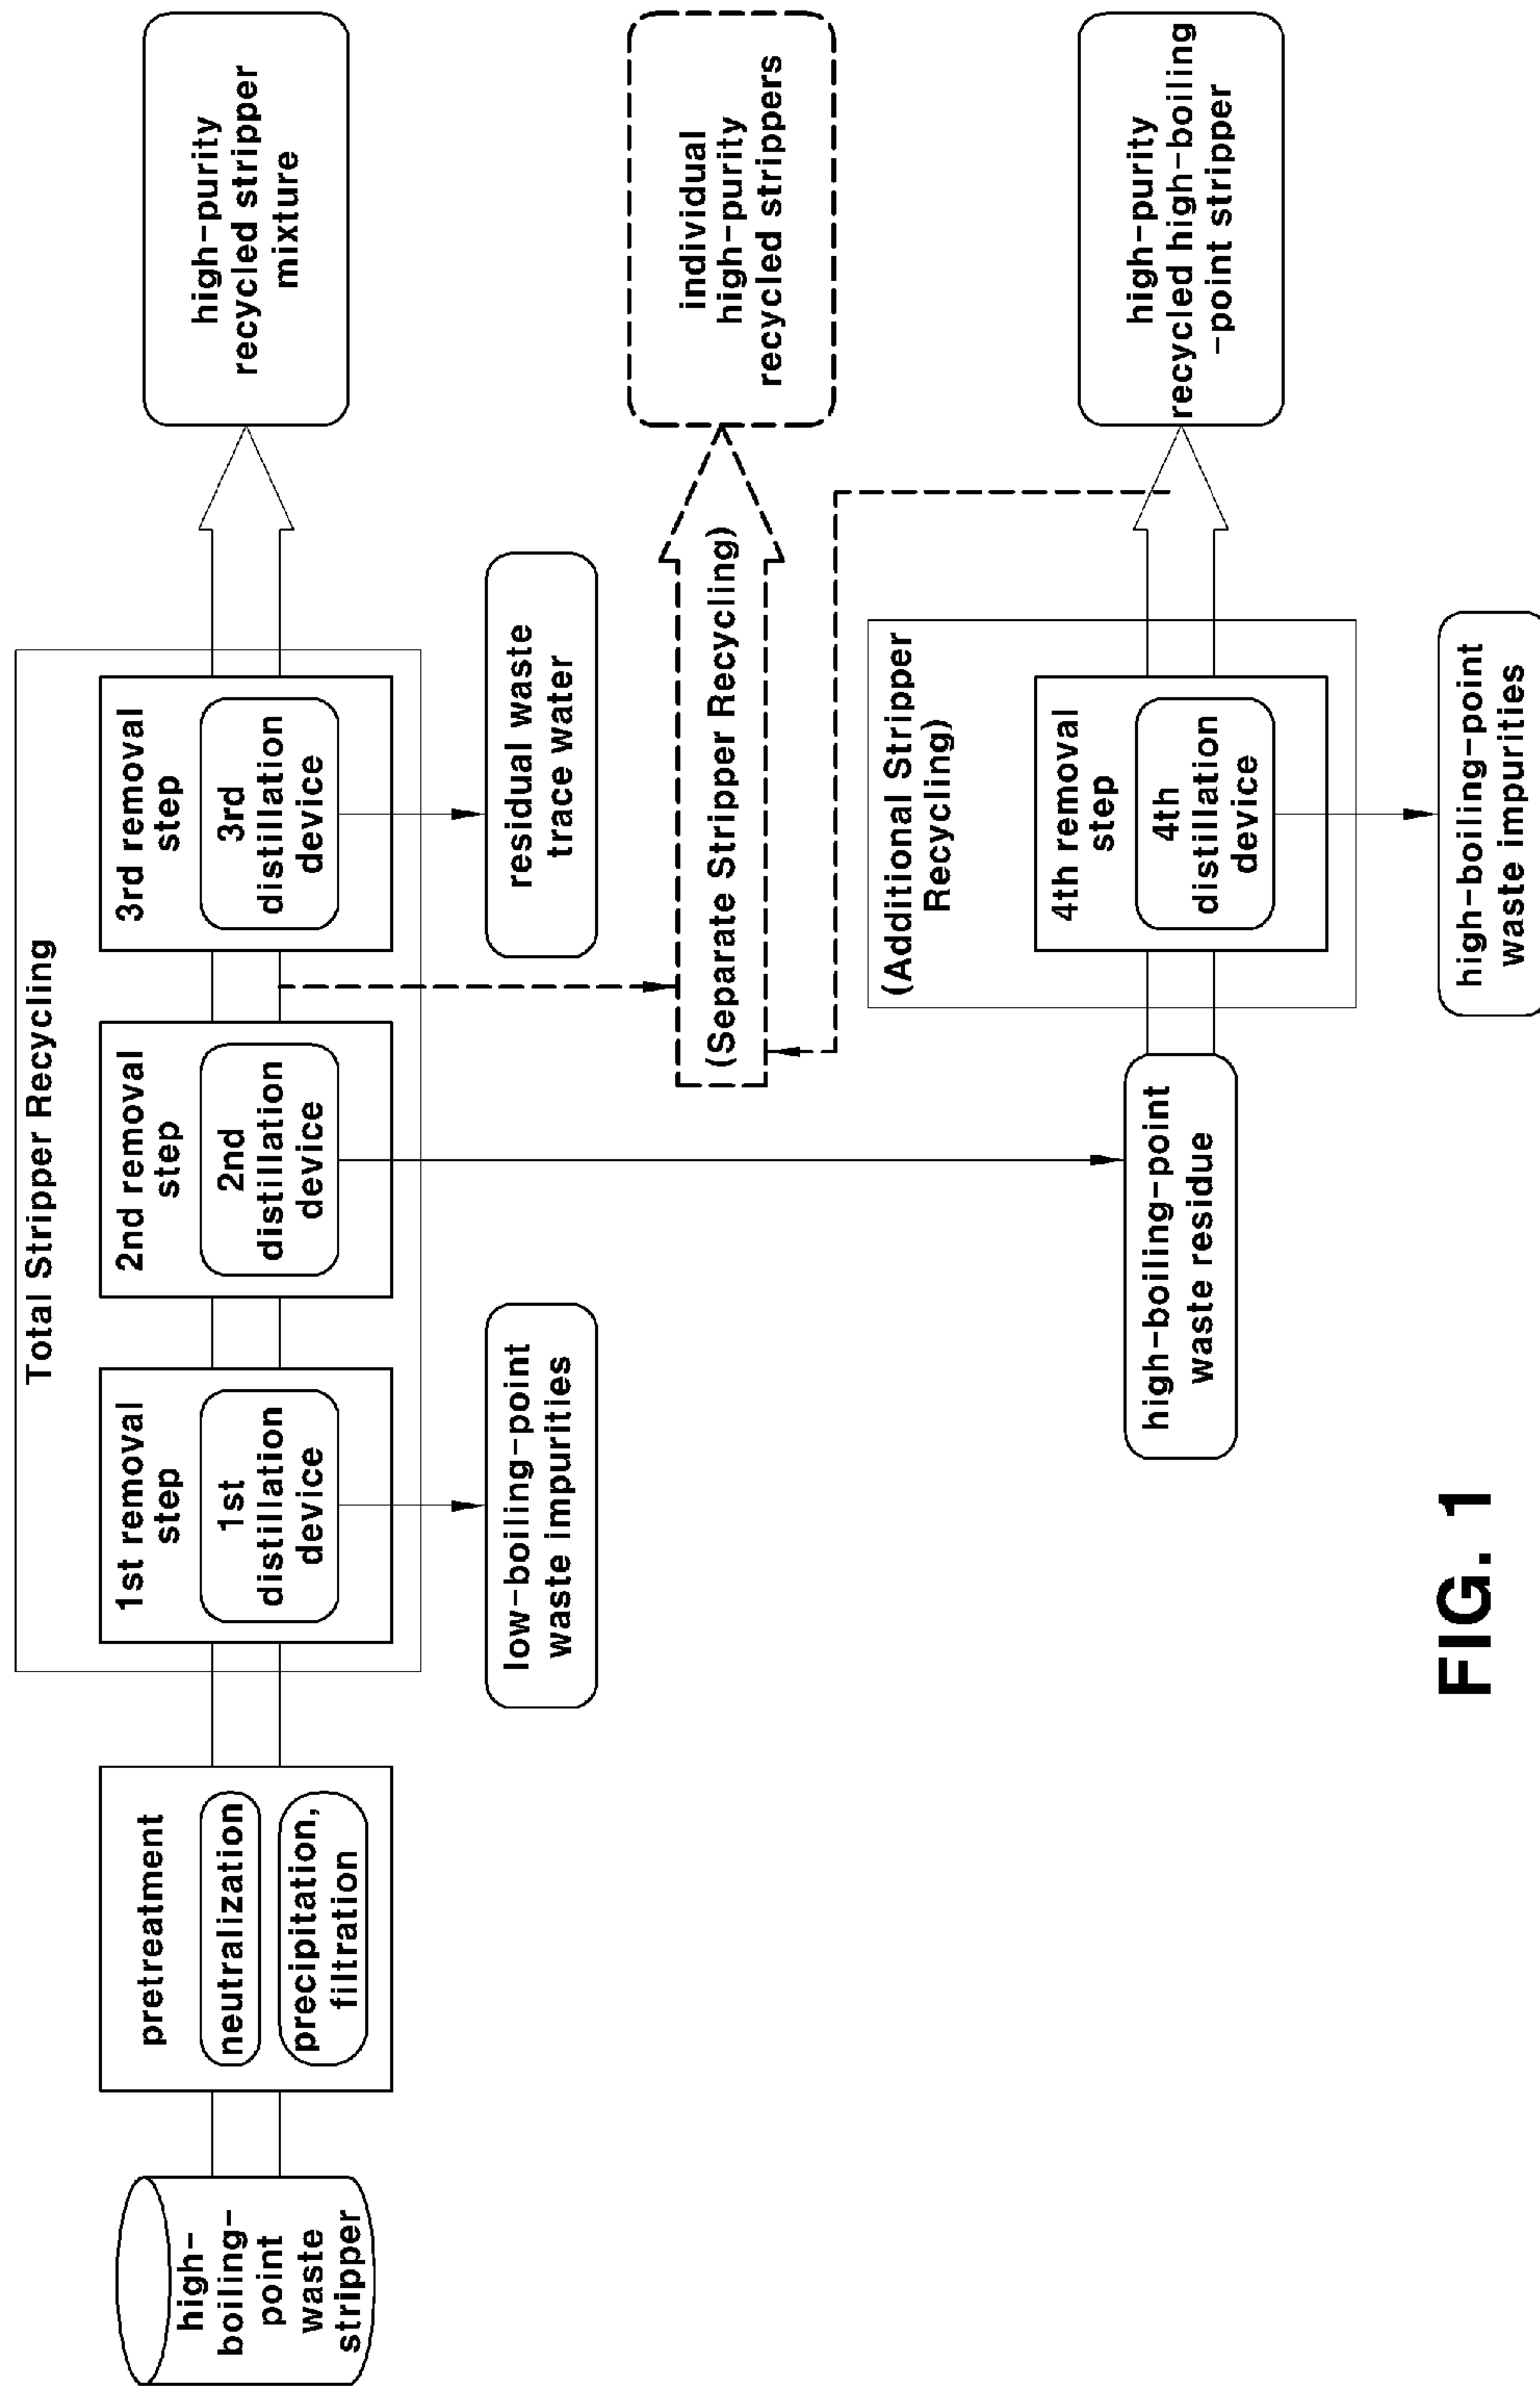 Total Stripper Recycling
high-
boiling-
point
waste
stripper
pretreatment
neutralization
precipitation,
filtration
1st removal
step
1st
distillation
device
2nd removal
step
2nd
distillation
device
3rd removal
step
3rd
distillation
device
high-purity
recycled stripper
mixture
low-boiling-point
waste impurities
residual waste
trace water
(Separate Stripper Recycling)
individual
high-purity
recycled strippers
(Additional Stripper
Recycling)
high-boiling-point
waste residue
4th removal
step
4th
distillation
device
high-purity
recycled high-boiling
-point stripper
high-boiling-point
waste impurities
FIG. 1